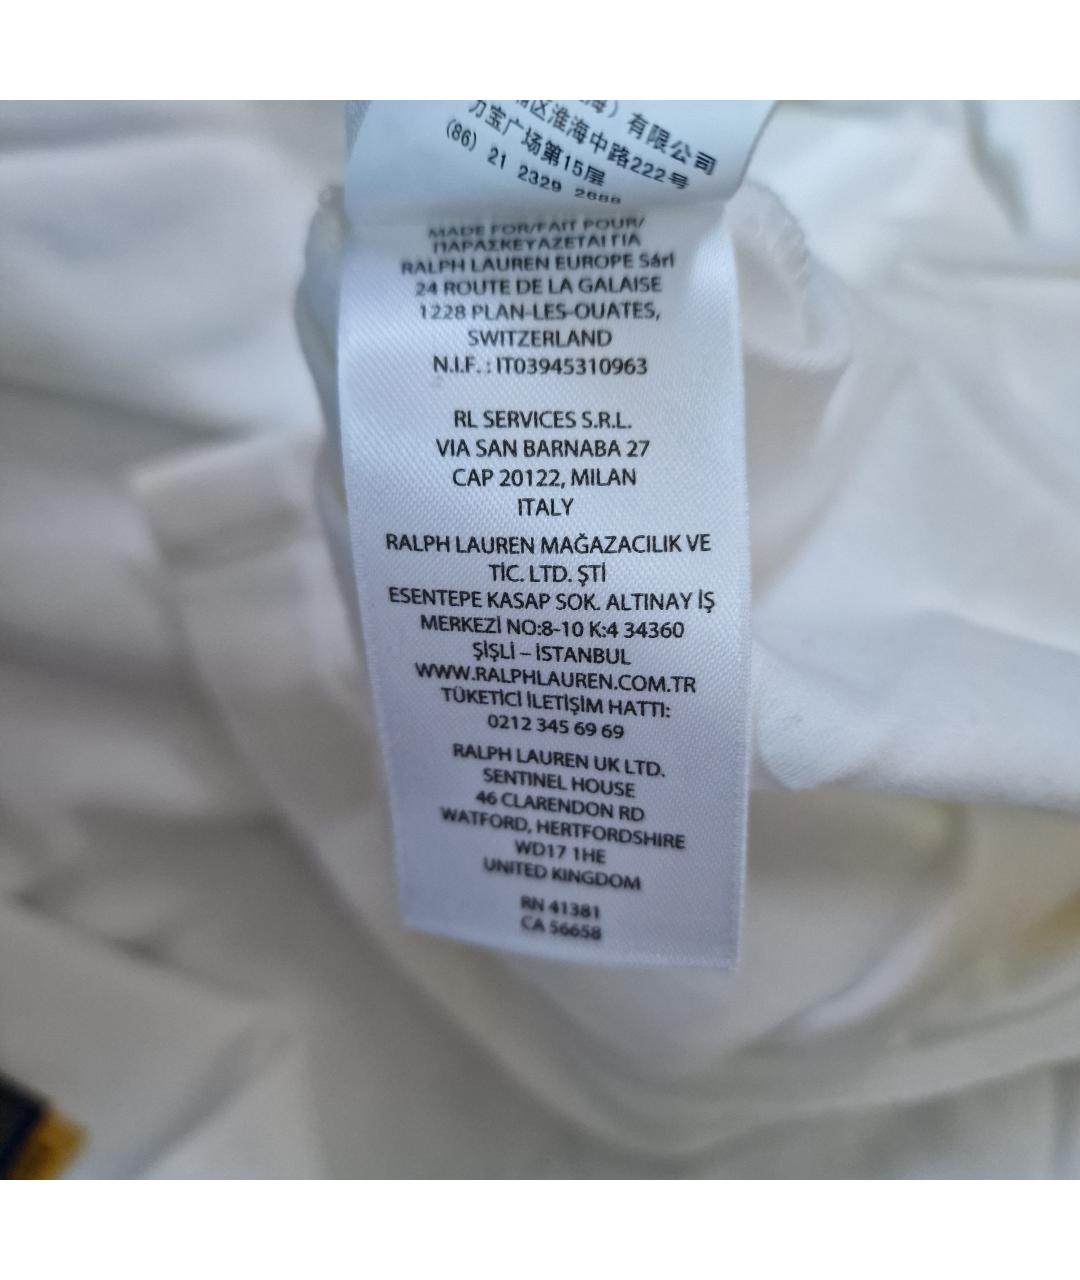 海）有限公司
区淮海中路222号
力宝广场第15层
(86) 21 2329 2888
MADE FOR/FAIT POUR/
ΠΑΡΑΣΚΕΥΑΖΕΤΑΙ ΓΙΑ
RALPH LAUREN EUROPE Sárl
24 ROUTE DE LA GALAISE
1228 PLAN-LES-OUATES,
SWITZERLAND
N.I.F. : IT03945310963
RL SERVICES S.R.L.
VIA SAN BARNABA 27
CAP 20122, MILAN
ITALY
RALPH LAUREN MAĞAZACILIK VE
TİC. LTD. ŞTİ
ESENTEPE KASAP SOK. ALTINAY İŞ
MERKEZİ NO:8-10 K:4 34360
ŞİŞLİ – İSTANBUL
WWW.RALPHLAUREN.COM.TR
TÜKETİCİ İLETİŞİM HATTI:
0212 345 69 69
RALPH LAUREN UK LTD.
SENTINEL HOUSE
46 CLARENDON RD
WATFORD, HERTFORDSHIRE
WD17 1HE
UNITED KINGDOM
RN 41381
CA 56658